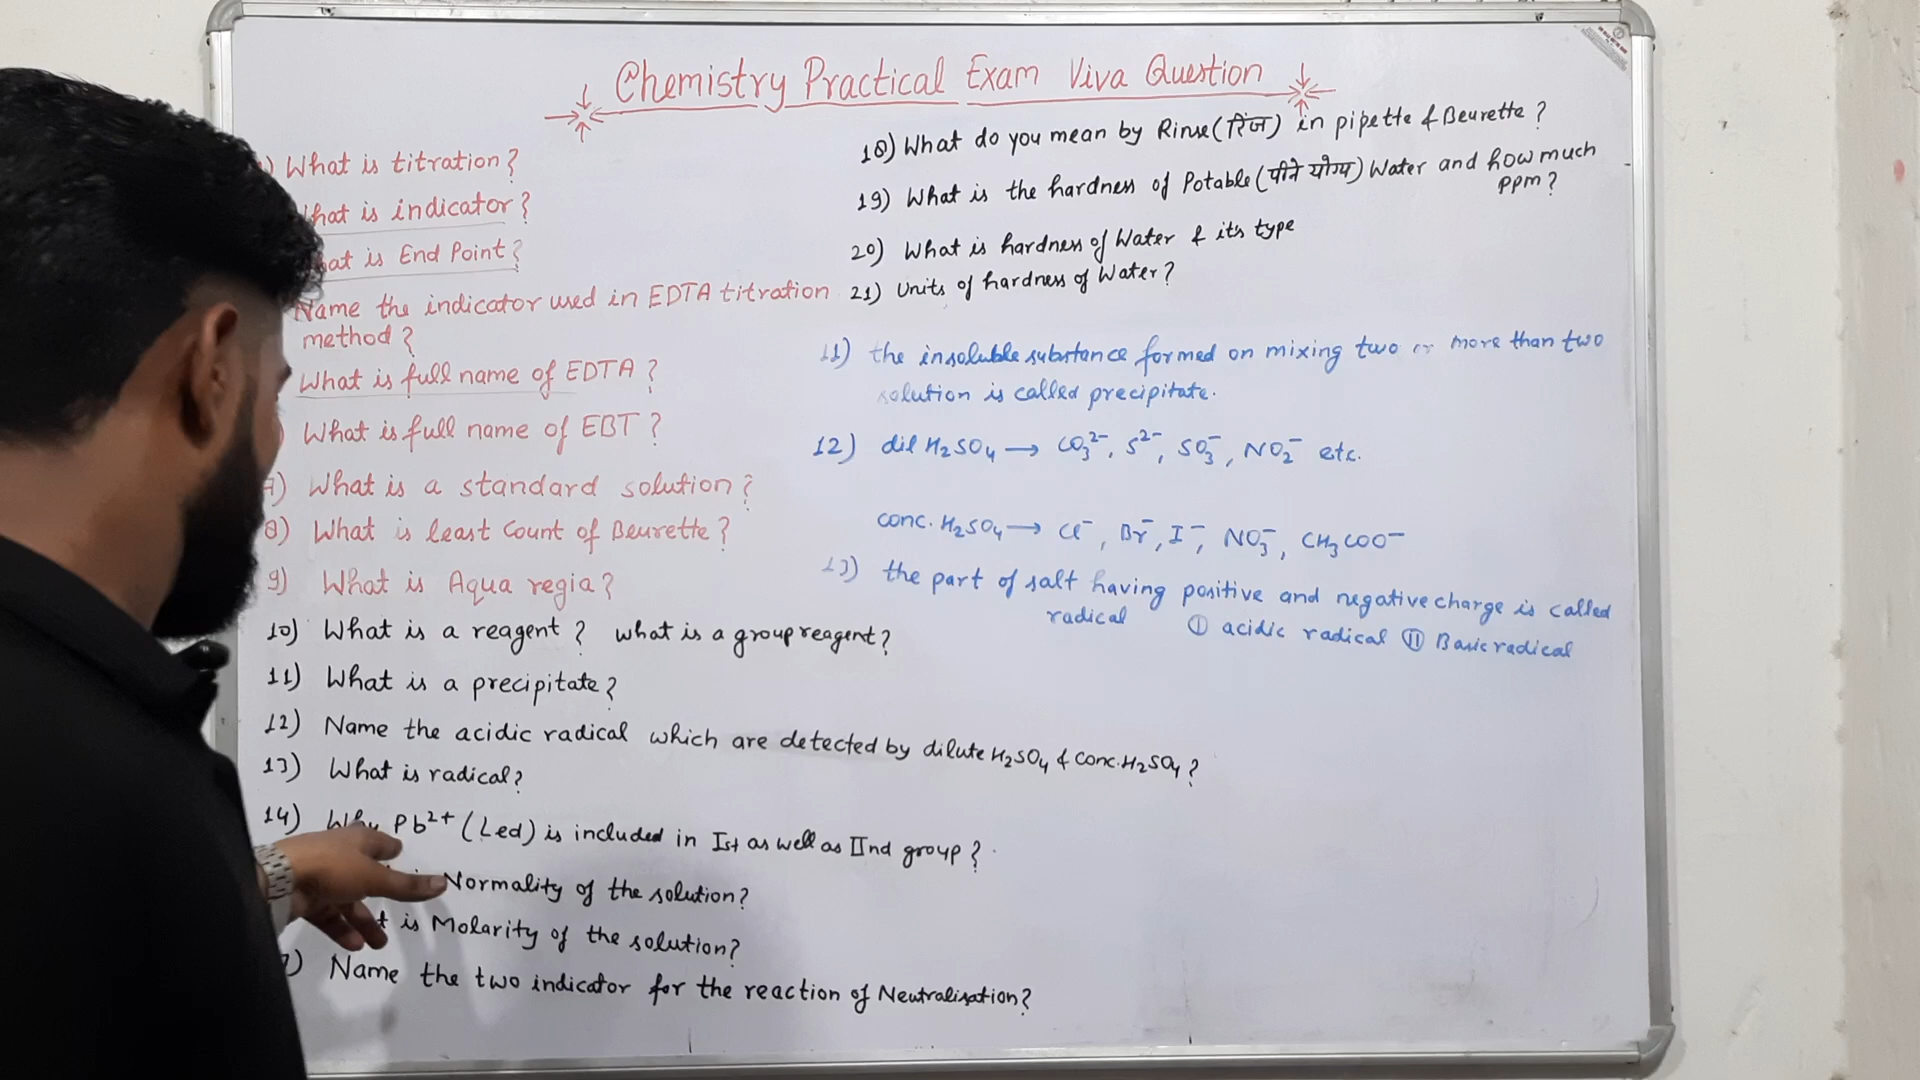 Chemistry Practical Exam Viva Question
) What is titration?
hat is indicator?
at is End Point?
Name the indicator used in EDTA titration
method?
What is full name of EDTA?
) What is full name of EBT?
7) What is a standard solution?
8) What is least Count of Beurette?
9) What is Aqua regia?
10) What is a reagent? what is a group reagent?
11) What is a precipitate?
12) Name the acidic radical which are detected by dilute H₂SO₄ & Conc. H₂SO₄?
13) What is radical?
14) Why Pb²⁺ (Led) is included in Ist as well as IInd group?
Normality of the solution?
t is Molarity of the solution?
7) Name the two indicator for the reaction of Neutralisation?
18) What do you mean by Rinse (रिंज) in pipette & Beurette?
19) What is the hardness of Potable (पीने योग्य) Water and how much
ppm?
20) What is hardness of Water & it's type
21) Units of hardness of Water?
11) the insoluble substance formed on mixing two or more than two
solution is called precipitate.
12) dil H₂SO₄ → CO₃²⁻, S²⁻, SO₃⁻, NO₂⁻ etc.
conc. H₂SO₄ → Cl⁻, Br⁻, I⁻, NO₃⁻, CH₃COO⁻
13) the part of salt having positive and negative charge is called
radical Ⓘ acidic radical Ⓘ Basic radical